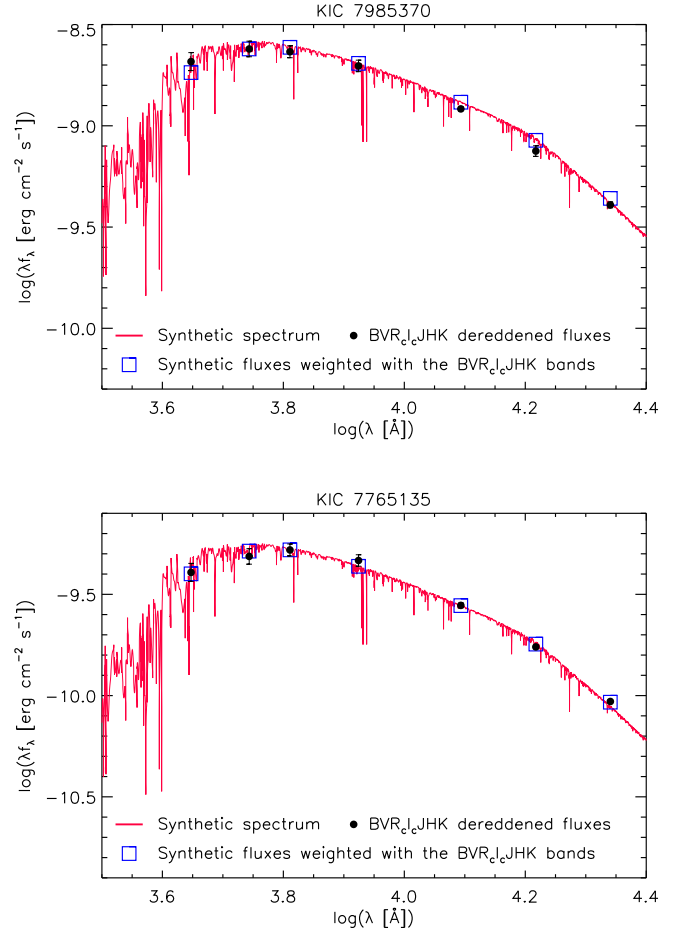 KIC 7985370
-8.5
-9.0
-9.5
-10.0
log(λf_λ [erg cm⁻² s⁻¹])
Synthetic spectrum BVR_cI_cJHK dereddened fluxes
Synthetic fluxes weighted with the BVR_cI_cJHK bands
3.6 3.8 4.0 4.2 4.4
log(λ [Å])
KIC 7765135
-9.5
-10.0
-10.5
log(λf_λ [erg cm⁻² s⁻¹])
Synthetic spectrum BVR_cI_cJHK dereddened fluxes
Synthetic fluxes weighted with the BVR_cI_cJHK bands
3.6 3.8 4.0 4.2 4.4
log(λ [Å])